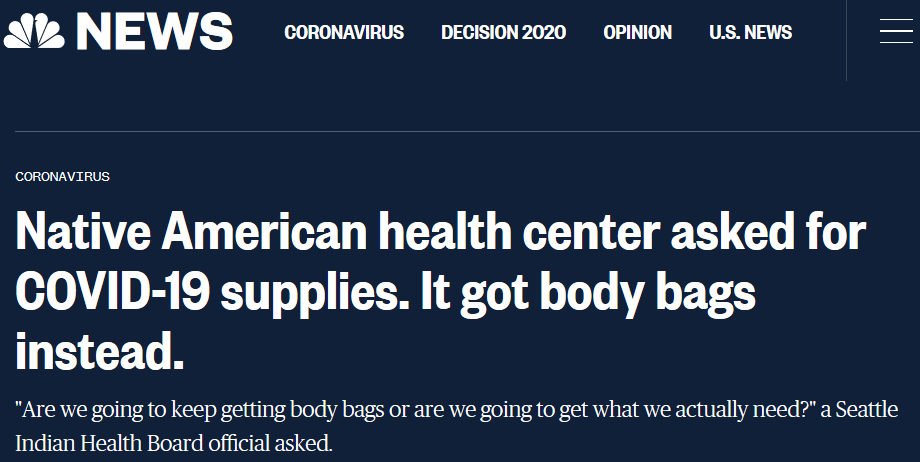 NEWS CORONAVIRUS DECISION 2020 OPINION U.S. NEWS
CORONAVIRUS
Native American health center asked for
COVID-19 supplies. It got body bags
instead.
"Are we going to keep getting body bags or are we going to get what we actually need?" a Seattle
Indian Health Board official asked.